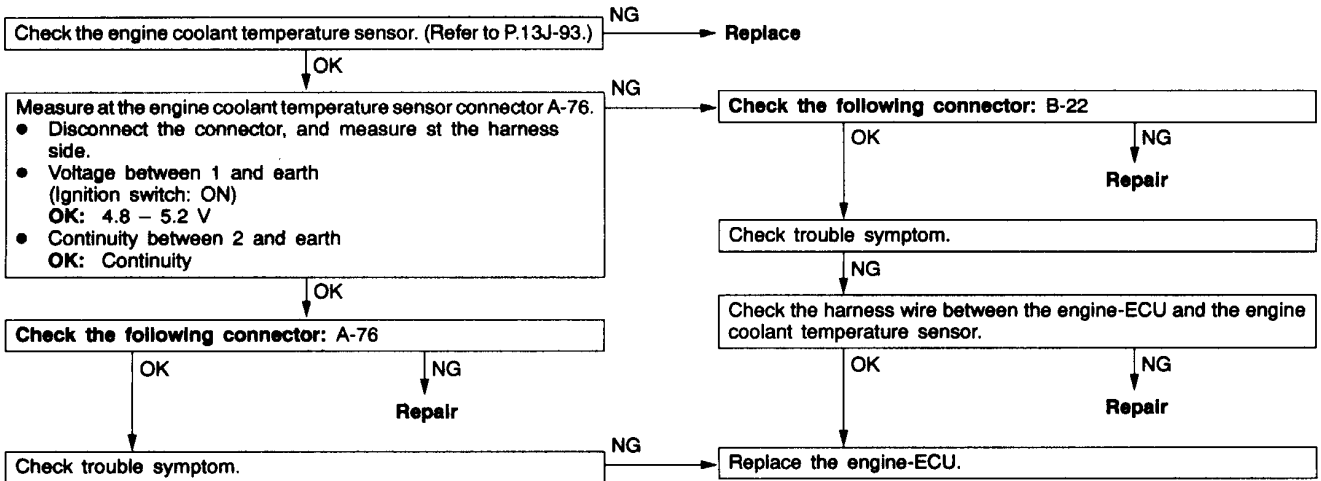 Check the engine coolant temperature sensor. (Refer to P.13J-93.)
NG
Replace
OK
Measure at the engine coolant temperature sensor connector A-76.
● Disconnect the connector, and measure st the harness
side.
● Voltage between 1 and earth
(Ignition switch: ON)
OK: 4.8 – 5.2 V
● Continuity between 2 and earth
OK: Continuity
NG
Check the following connector: B-22
OK
NG
Repair
Check trouble symptom.
NG
Check the harness wire between the engine-ECU and the engine
coolant temperature sensor.
OK
NG
Repair
OK
Check the following connector: A-76
OK
NG
Repair
Check trouble symptom.
NG
Replace the engine-ECU.